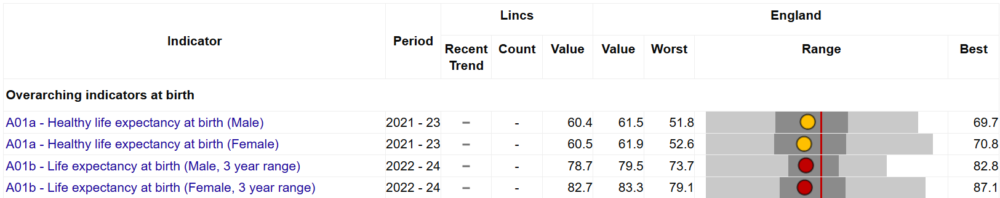 Lincs England
Indicator Period Recent Trend Count Value Value Worst Range Best
Overarching indicators at birth
A01a - Healthy life expectancy at birth (Male) 2021 - 23 – - 60.4 61.5 51.8 69.7
A01a - Healthy life expectancy at birth (Female) 2021 - 23 – - 60.5 61.9 52.6 70.8
A01b - Life expectancy at birth (Male, 3 year range) 2022 - 24 – - 78.7 79.5 73.7 82.8
A01b - Life expectancy at birth (Female, 3 year range) 2022 - 24 – - 82.7 83.3 79.1 87.1